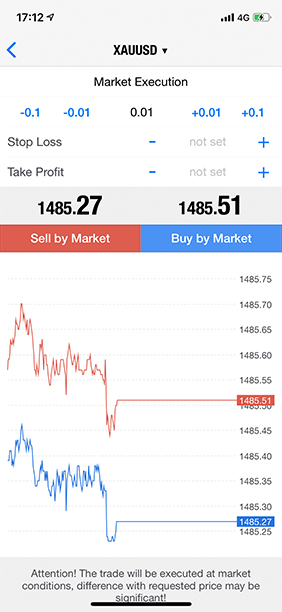 17:12 4G
XAUUSD ▼
Market Execution
-0.1 -0.01 0.01 +0.01 +0.1
Stop Loss - not set +
Take Profit - not set +
1485.27 1485.51
Sell by Market Buy by Market
1485.75
1485.70
1485.65
1485.60
1485.55
1485.51
1485.50
1485.45
1485.40
1485.35
1485.30
1485.27
1485.25
Attention! The trade will be executed at market
conditions, difference with requested price may be
significant!